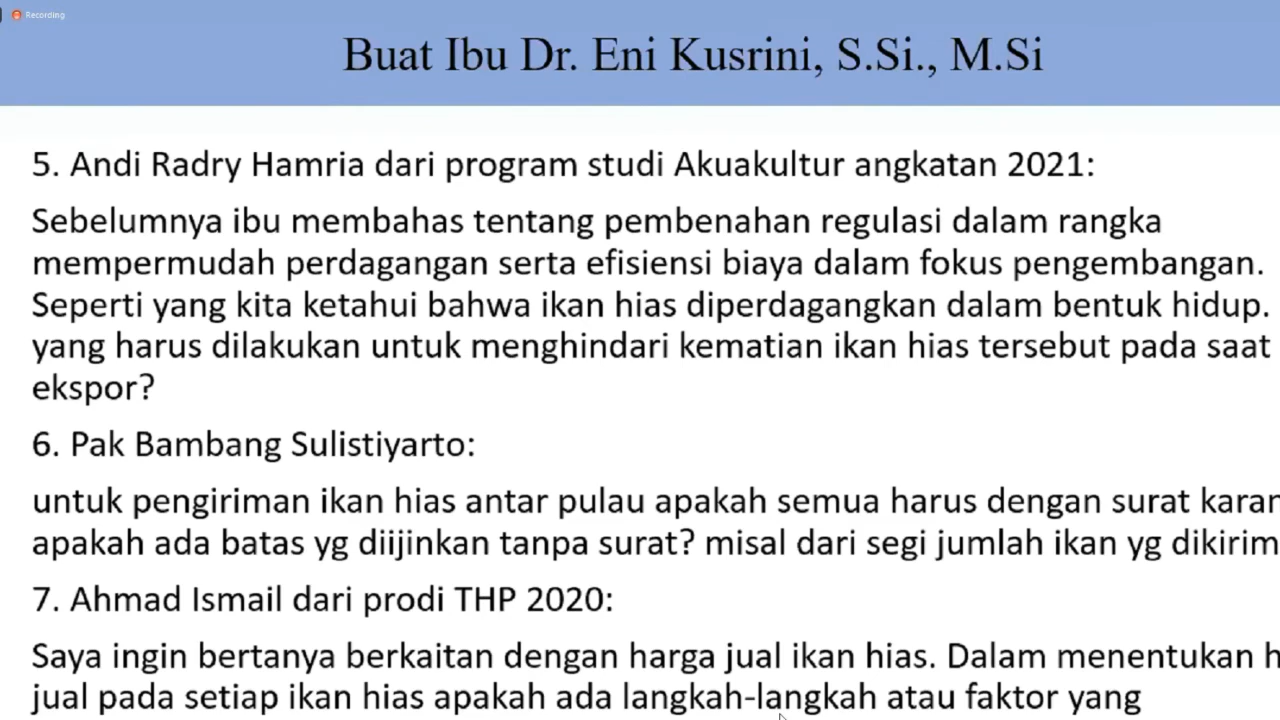 Recording
Buat Ibu Dr. Eni Kusrini, S.Si., M.Si
5. Andi Radry Hamria dari program studi Akuakultur angkatan 2021:
Sebelumnya ibu membahas tentang pembenahan regulasi dalam rangka
mempermudah perdagangan serta efisiensi biaya dalam fokus pengembangan.
Seperti yang kita ketahui bahwa ikan hias diperdagangkan dalam bentuk hidup.
yang harus dilakukan untuk menghindari kematian ikan hias tersebut pada saat
ekspor?
6. Pak Bambang Sulistiyarto:
untuk pengiriman ikan hias antar pulau apakah semua harus dengan surat
apakah ada batas yg diijinkan tanpa surat? misal dari segi jumlah ikan yg dikirim
7. Ahmad Ismail dari prodi THP 2020:
Saya ingin bertanya berkaitan dengan harga jual ikan hias. Dalam menentukan
jual pada setiap ikan hias apakah ada langkah-langkah atau faktor yang